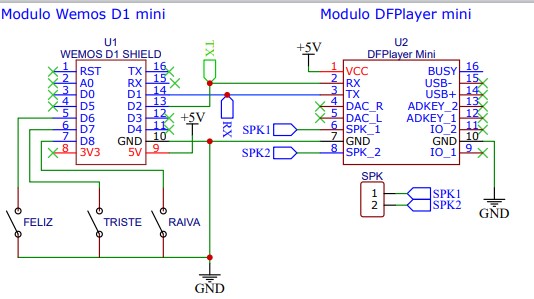 Modulo Wemos D1 mini
Modulo DFPlayer mini
U1
WEMOS D1 SHIELD
1 RST TX 16
2 A0 RX 15
3 D0 D1 14
4 D5 D2 13
5 D6 D3 12
6 D7 D4 11
7 D8 GND 10
8 3V3 5V 9
TX
RX
+5V
+5V
U2
DFPlayer Mini
1 VCC BUSY 16
2 RX USB- 15
3 TX USB+ 14
4 DAC_R ADKEY_2 13
5 DAC_L ADKEY_1 12
6 SPK_1 IO_2 11
7 GND GND 10
8 SPK_2 IO_1 9
SPK1
SPK2
SPK
1 SPK1
2 SPK2
GND
FELIZ
TRISTE
RAIVA
GND